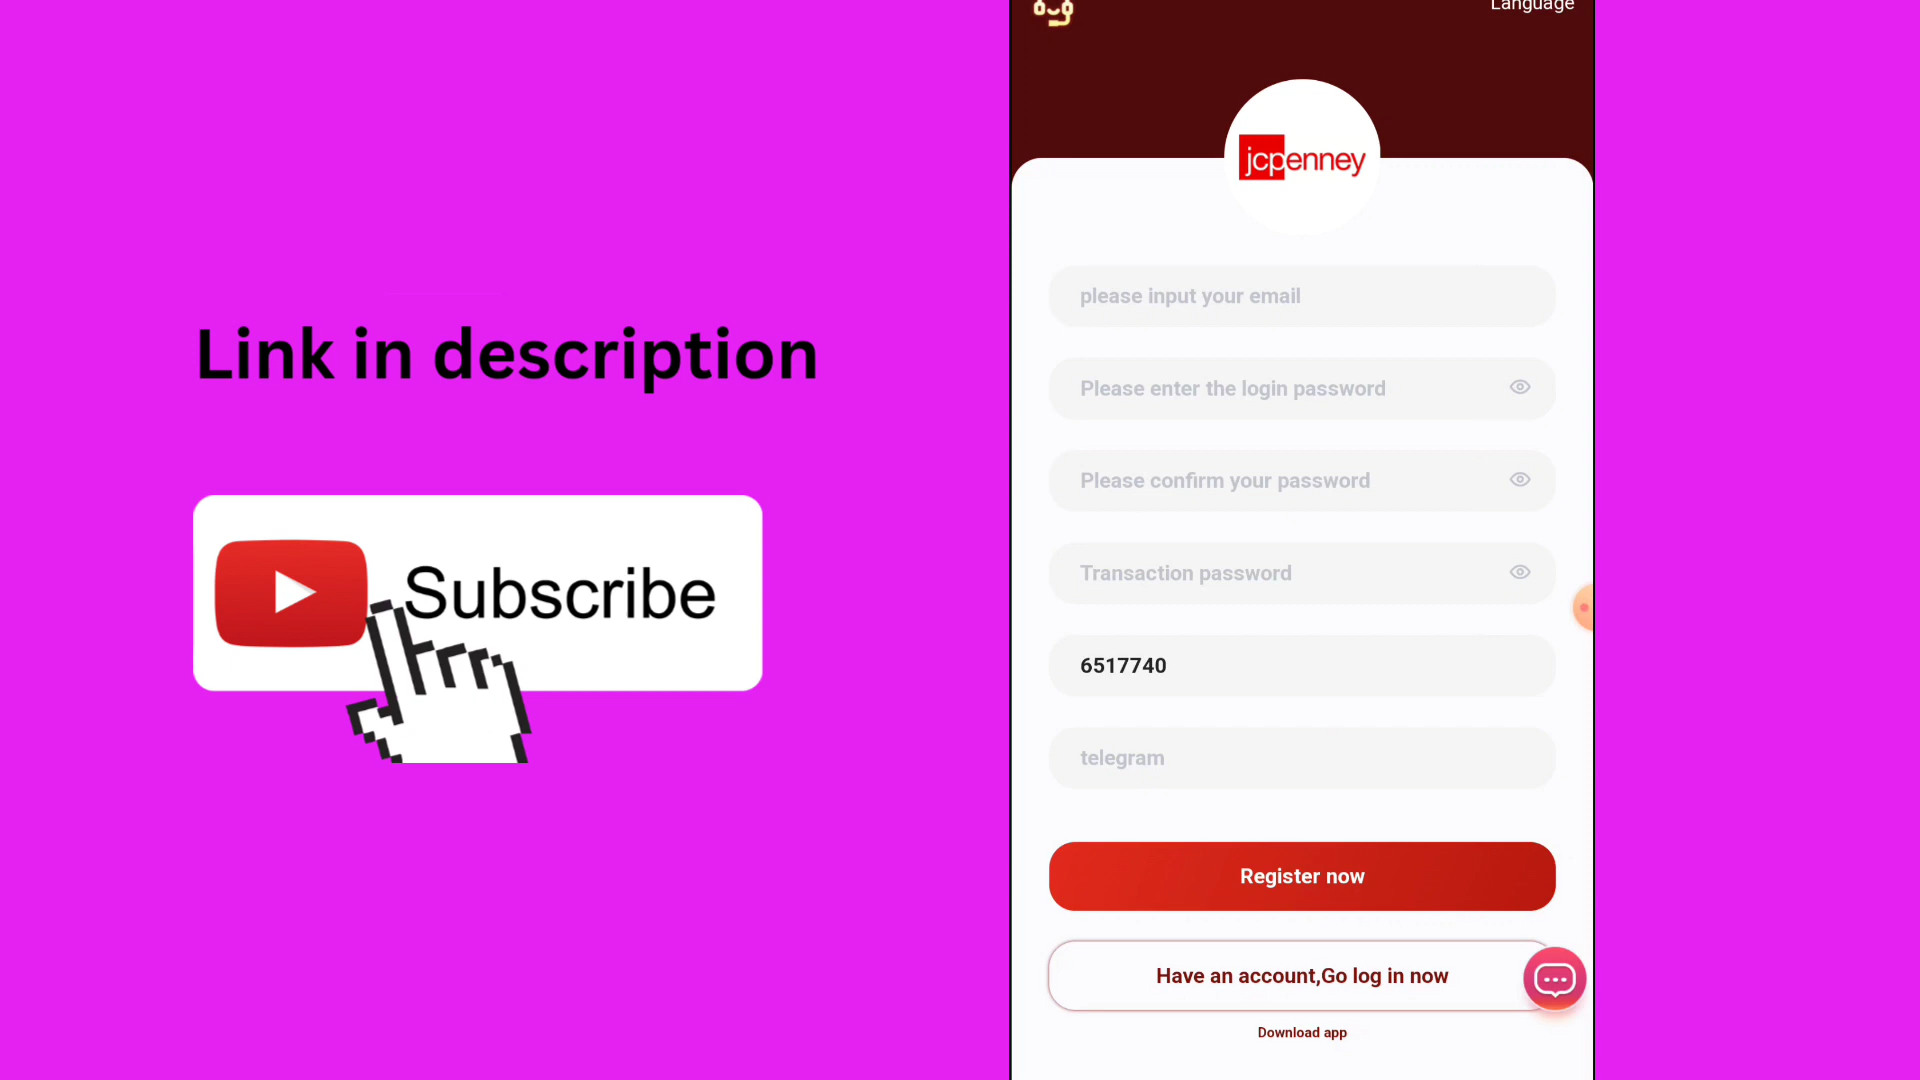 Language
jcpenney
please input your email
Please enter the login password
Please confirm your password
Transaction password
6517740
telegram
Register now
Have an account,Go log in now
Download app
Link in description
Subscribe